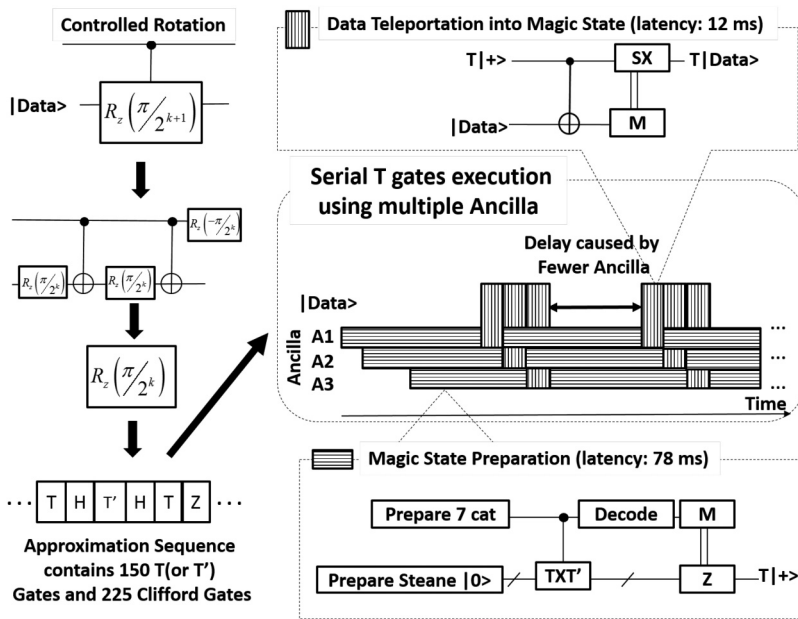 Controlled Rotation
|Data>
R_z(π/2^{k+1})
R_z(-π/2^k)
R_z(π/2^k)
R_z(π/2^k)
R_z(π/2^k)
··· T H T' H T Z ···
Approximation Sequence
contains 150 T(or T')
Gates and 225 Clifford Gates
Data Teleportation into Magic State (latency: 12 ms)
T|+>
SX
T|Data>
|Data>
M
Serial T gates execution
using multiple Ancilla
Delay caused by
Fewer Ancilla
|Data>
Ancilla
A1 ...
A2 ...
A3 ...
Time
Magic State Preparation (latency: 78 ms)
Prepare 7 cat
Decode
M
Prepare Steane |0>
TXT'
Z
T|+>